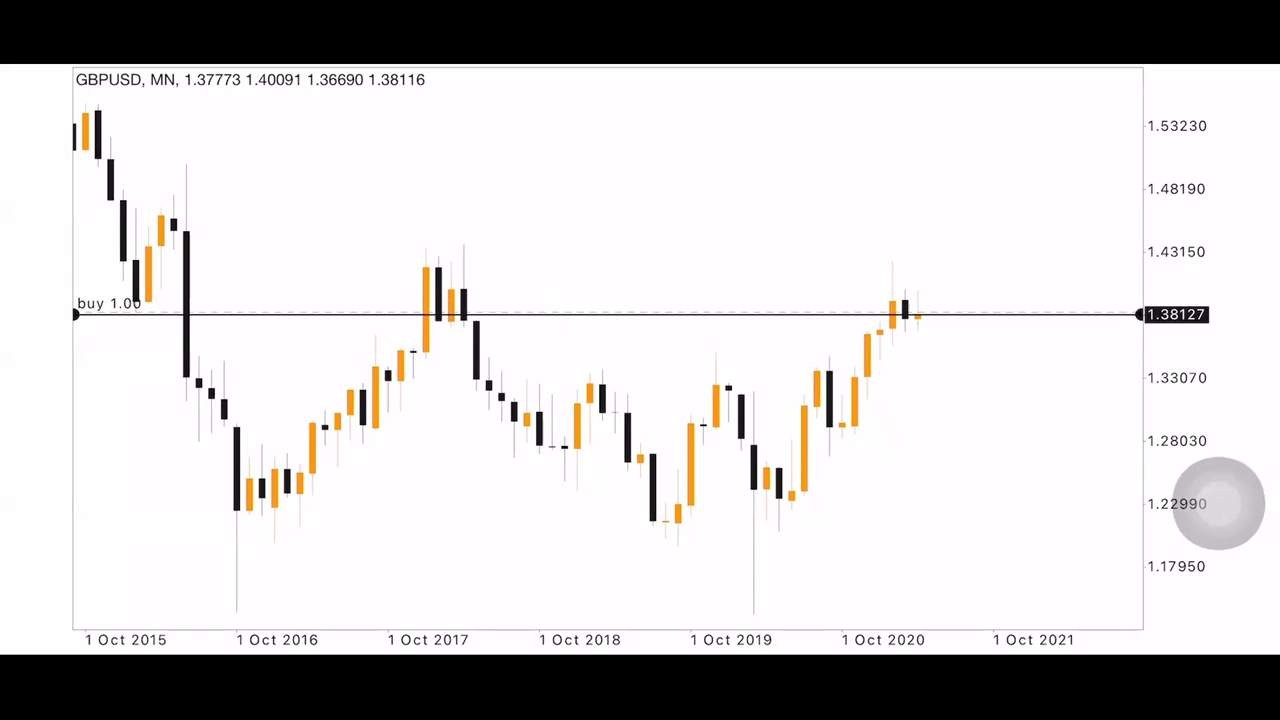 GBPUSD, MN, 1.37773 1.40091 1.36690 1.38116
1.53230
1.48190
1.43150
buy 1.00
1.38127
1.33070
1.28030
1.22990
1.17950
1 Oct 2015 1 Oct 2016 1 Oct 2017 1 Oct 2018 1 Oct 2019 1 Oct 2020 1 Oct 2021